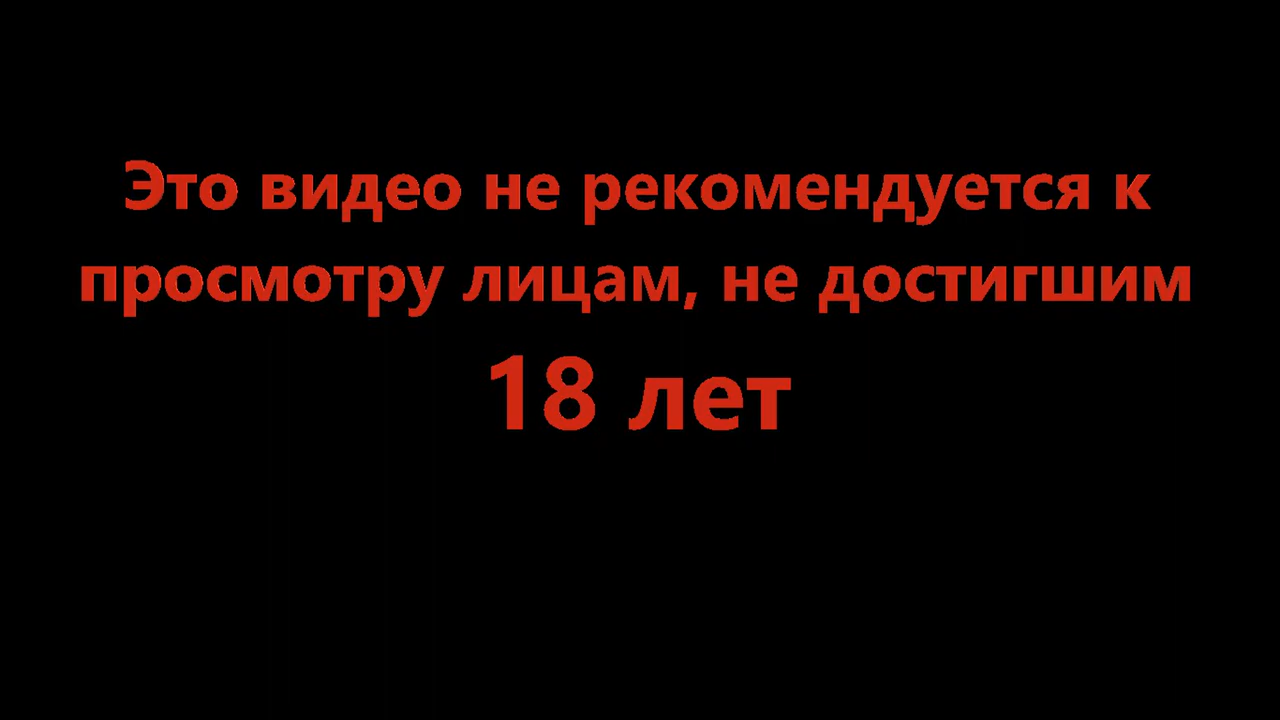 Это видео не рекомендуется к
просмотру лицам, не достигшим
18 лет